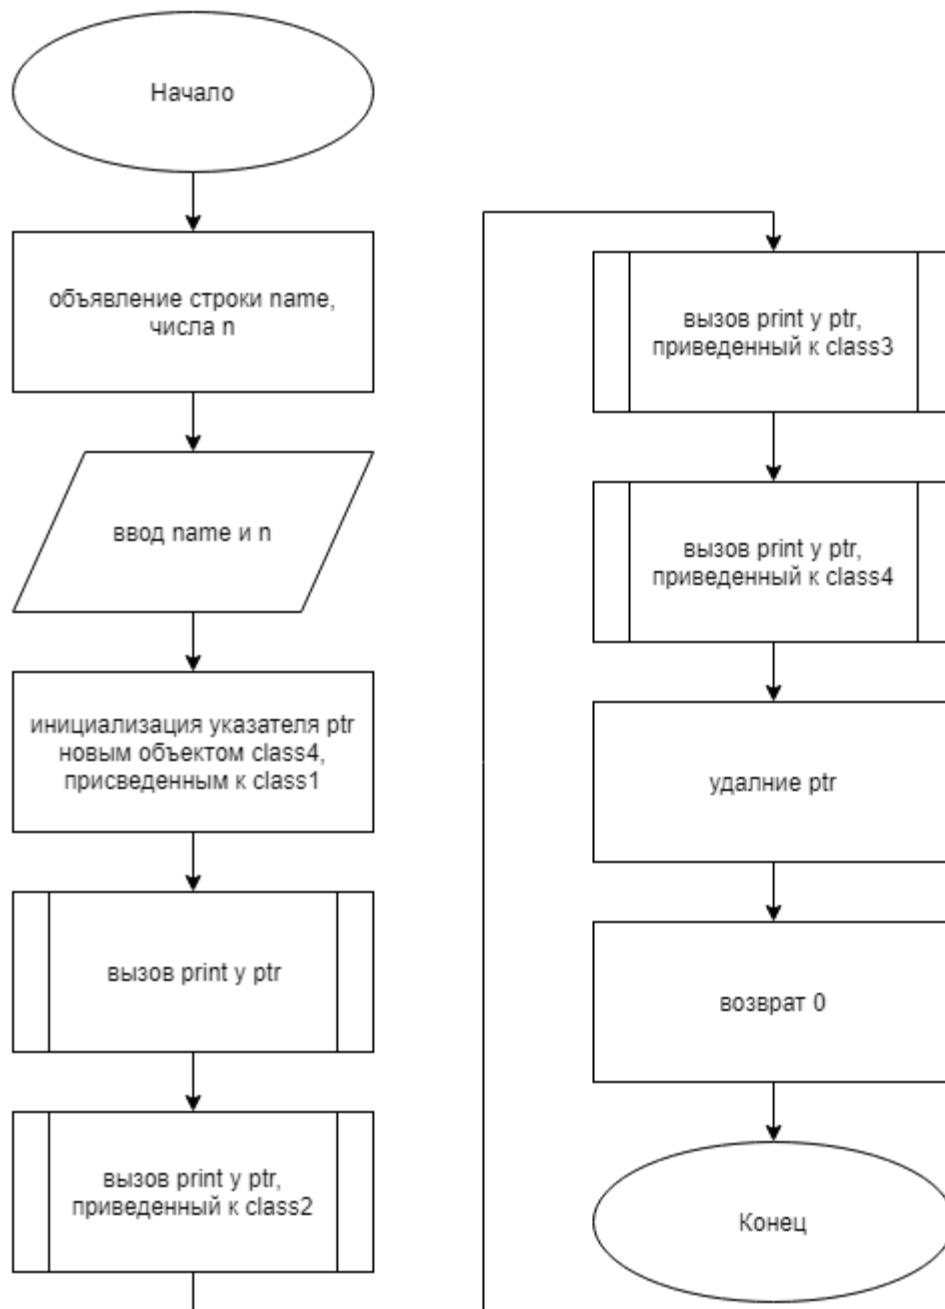 Начало
объявление строки name,
числа n
ввод name и n
инициализация указателя ptr
новым объектом class4,
присведенным к class1
вызов print у ptr
вызов print у ptr,
приведенный к class2
вызов print у ptr,
приведенный к class3
вызов print у ptr,
приведенный к class4
удалние ptr
возврат 0
Конец